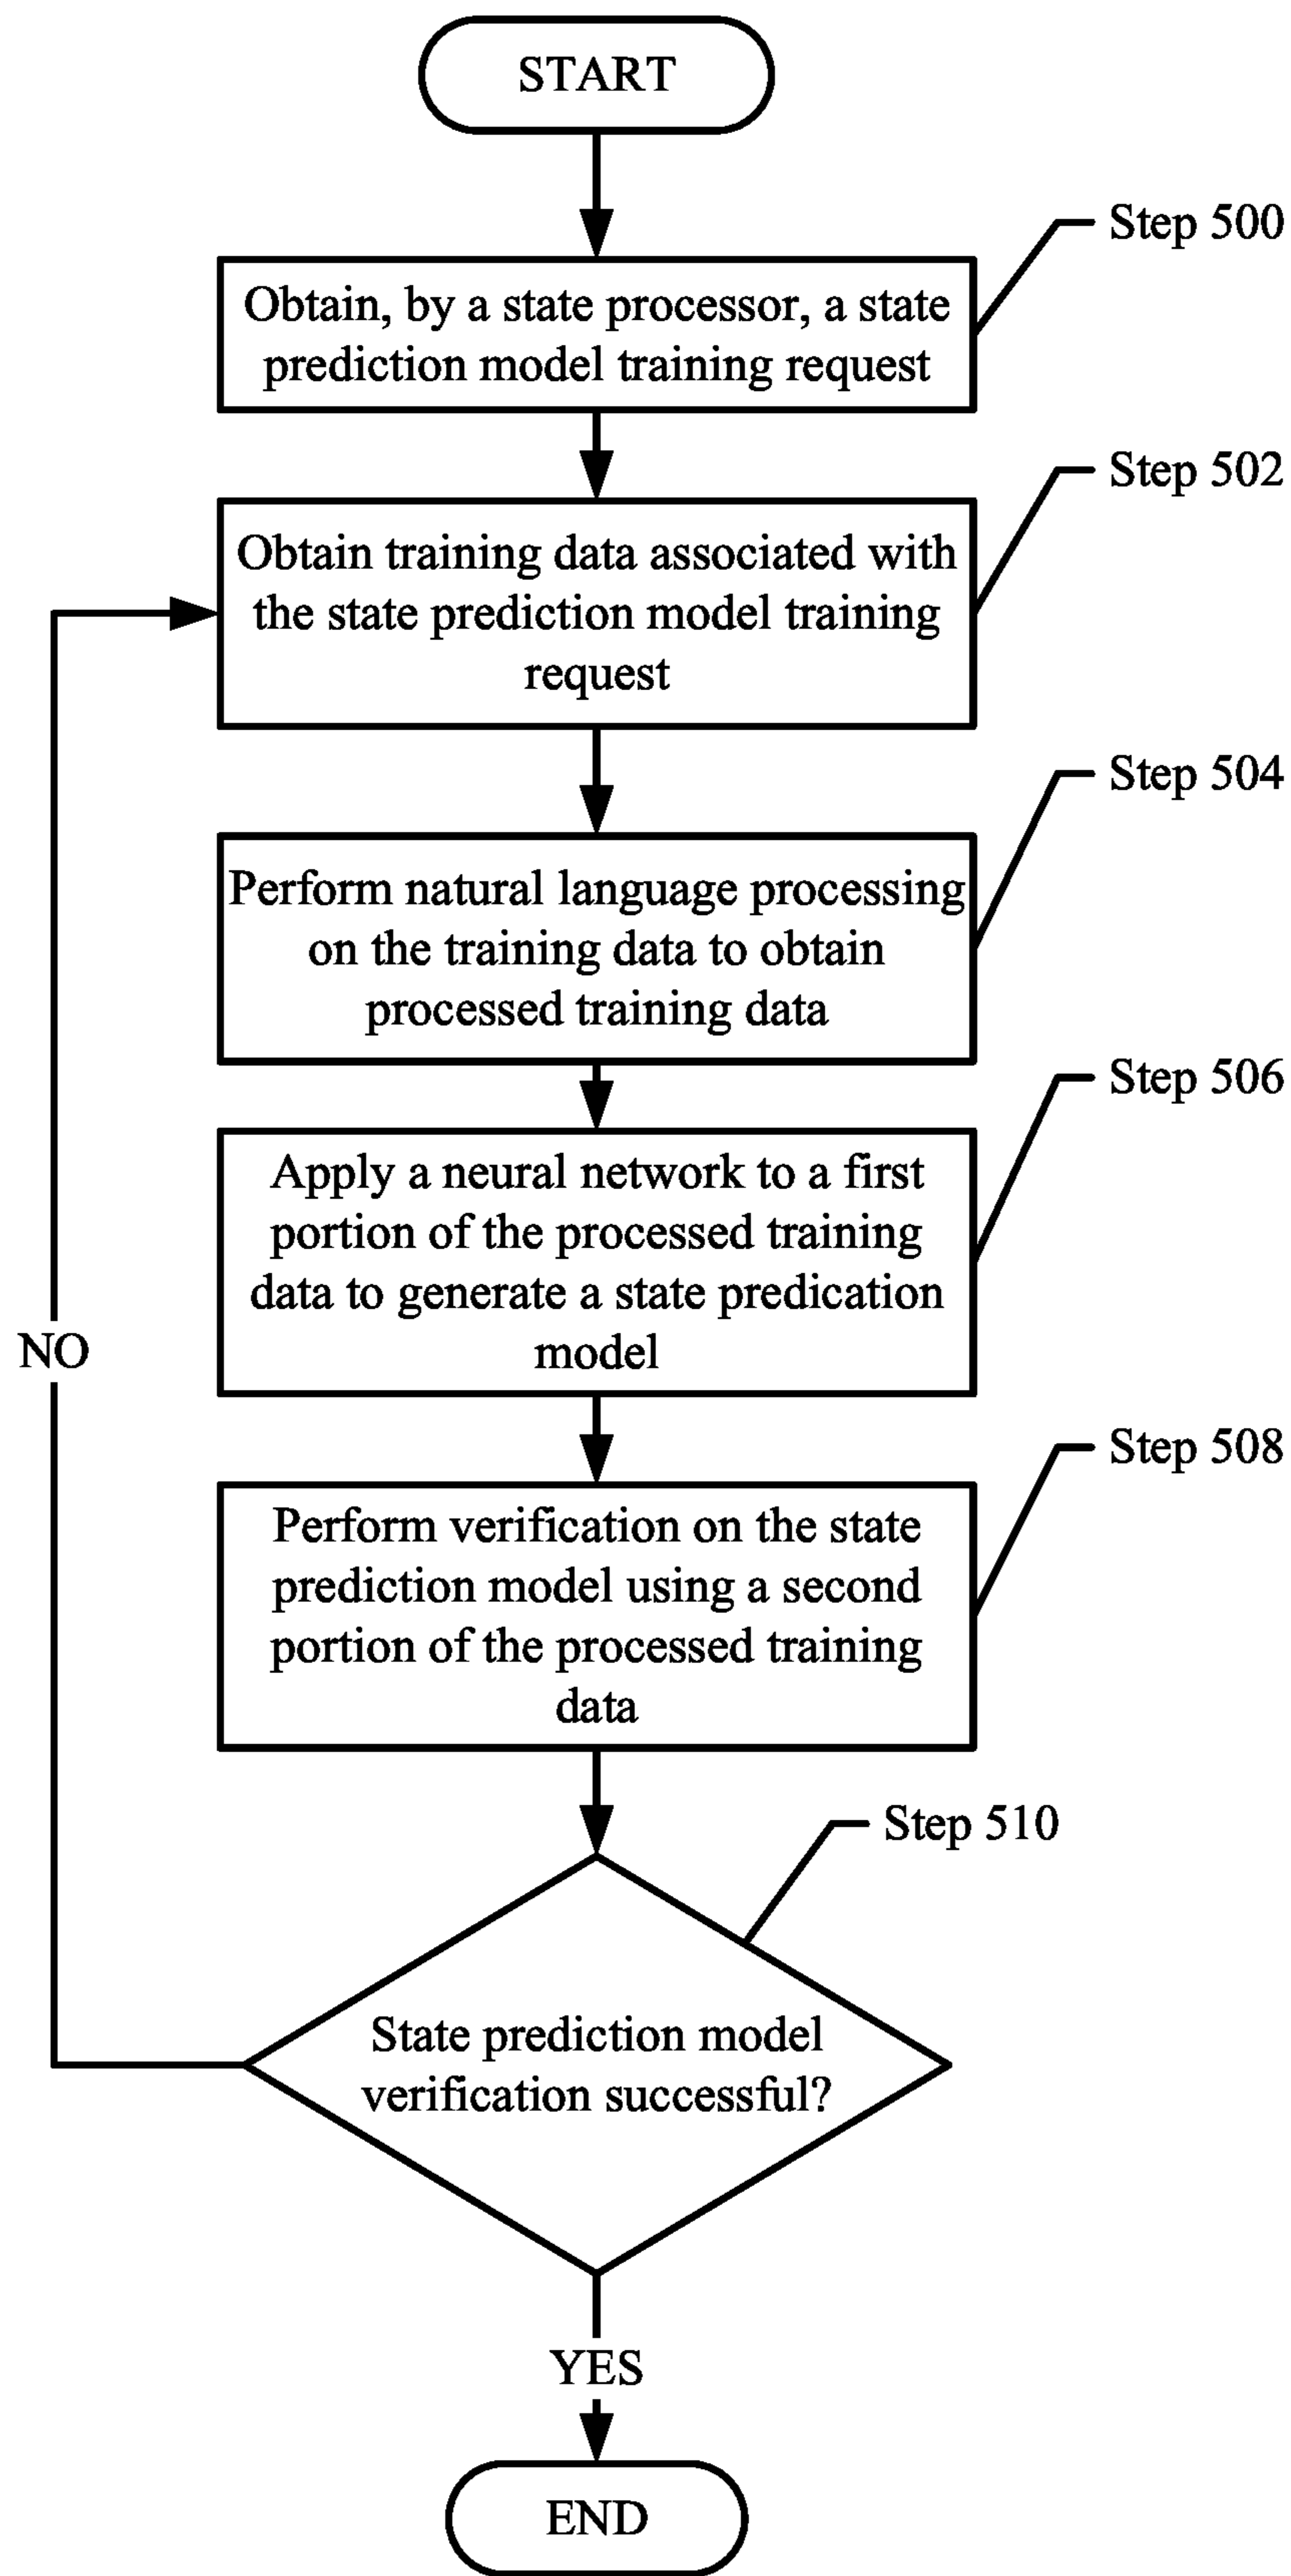 START
Step 500
Obtain, by a state processor, a state
prediction model training request
Step 502
Obtain training data associated with
the state prediction model training
request
Step 504
Perform natural language processing
on the training data to obtain
processed training data
Step 506
Apply a neural network to a first
portion of the processed training
data to generate a state predication
model
NO
Step 508
Perform verification on the state
prediction model using a second
portion of the processed training
data
Step 510
State prediction model
verification successful?
YES
END